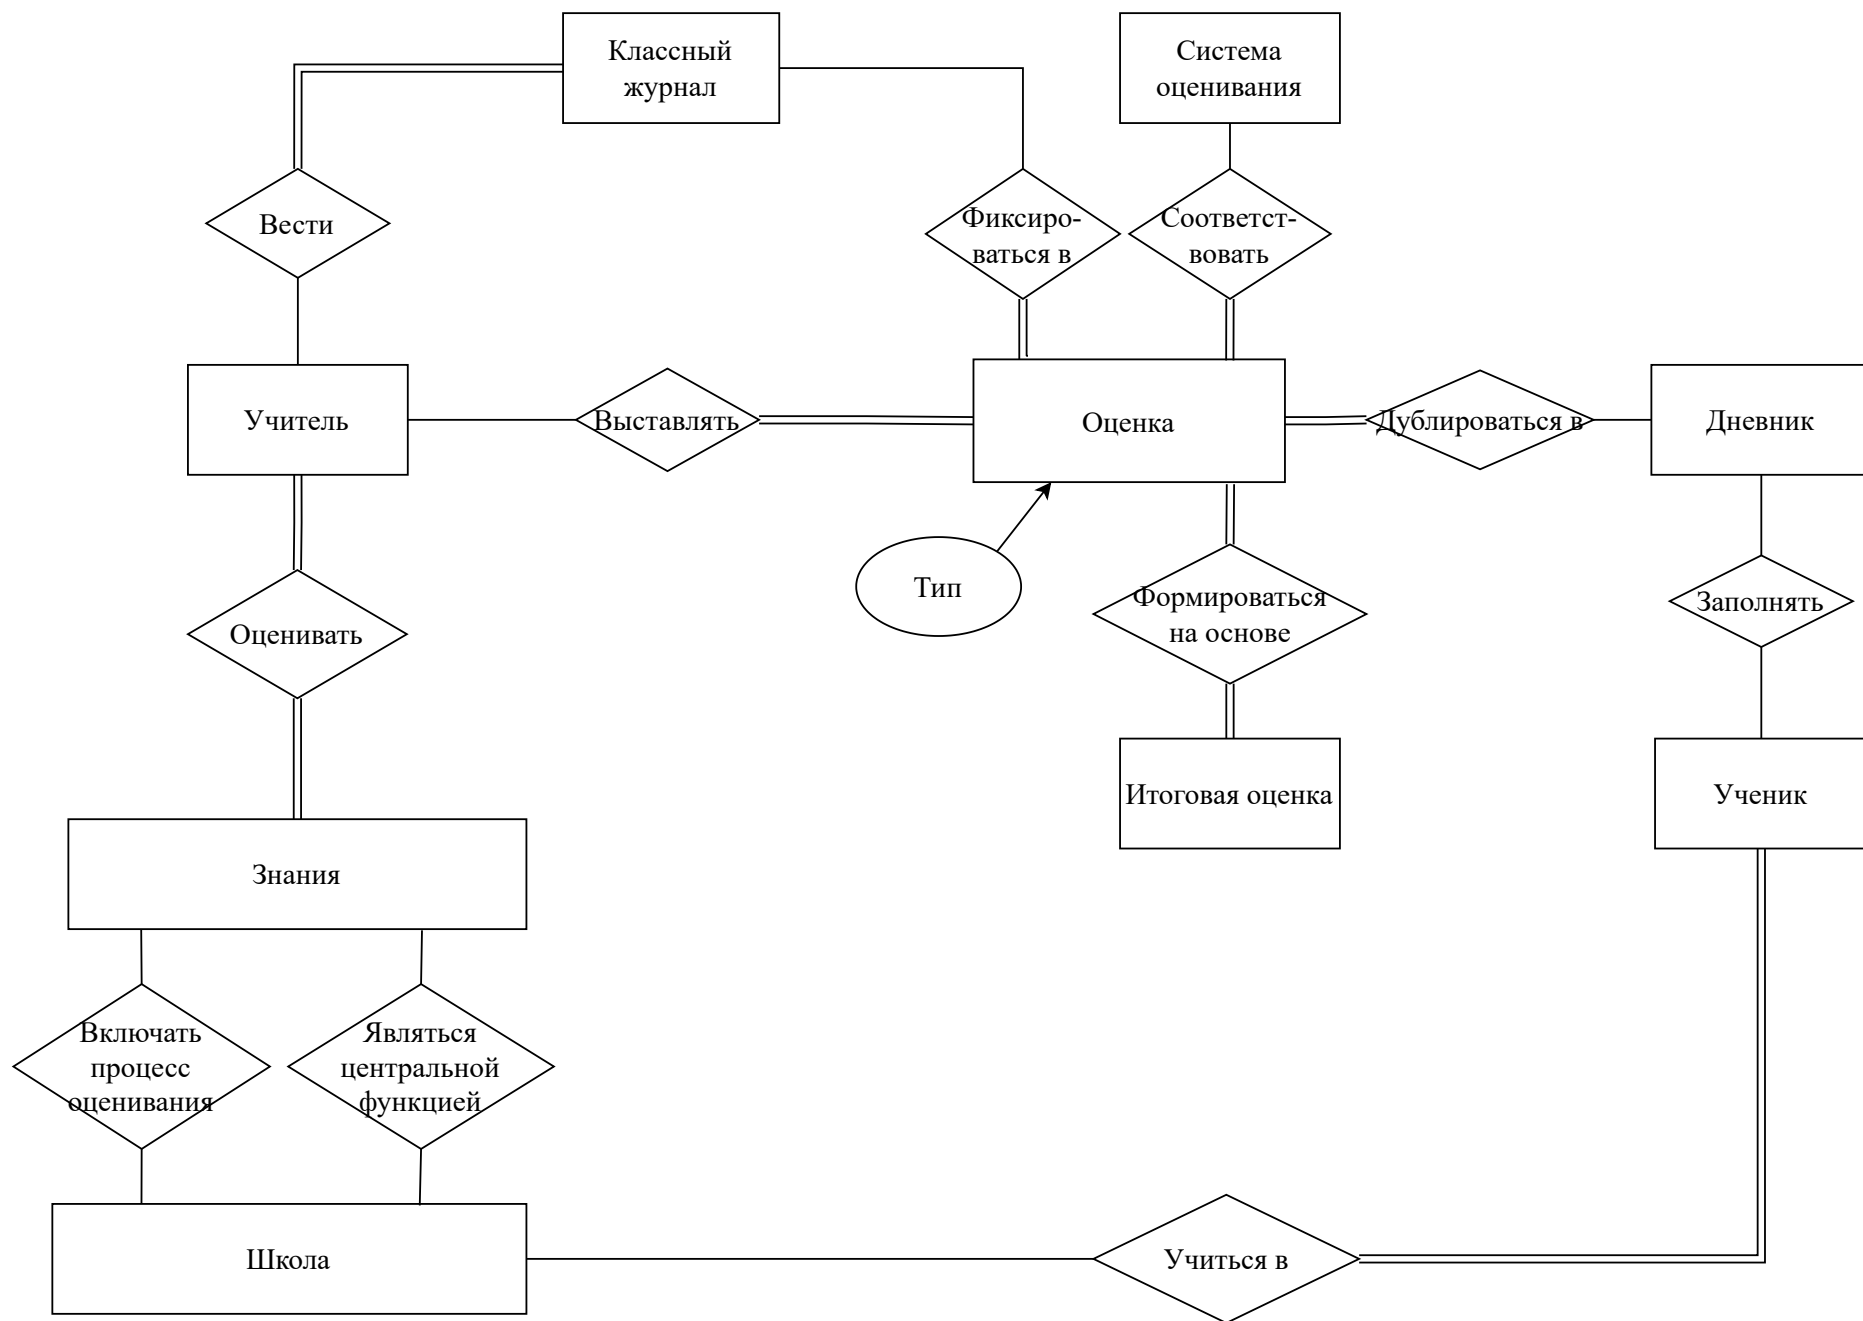 Классный
журнал
Система
оценивания
Вести
Фиксиро-
ваться в
Соответст-
вовать
Учитель
Выставлять
Оценка
Дублироваться в
Дневник
Тип
Формироваться
на основе
Заполнять
Оценивать
Итоговая оценка
Ученик
Знания
Включать
процесс
оценивания
Являться
центральной
функцией
Школа
Учиться в